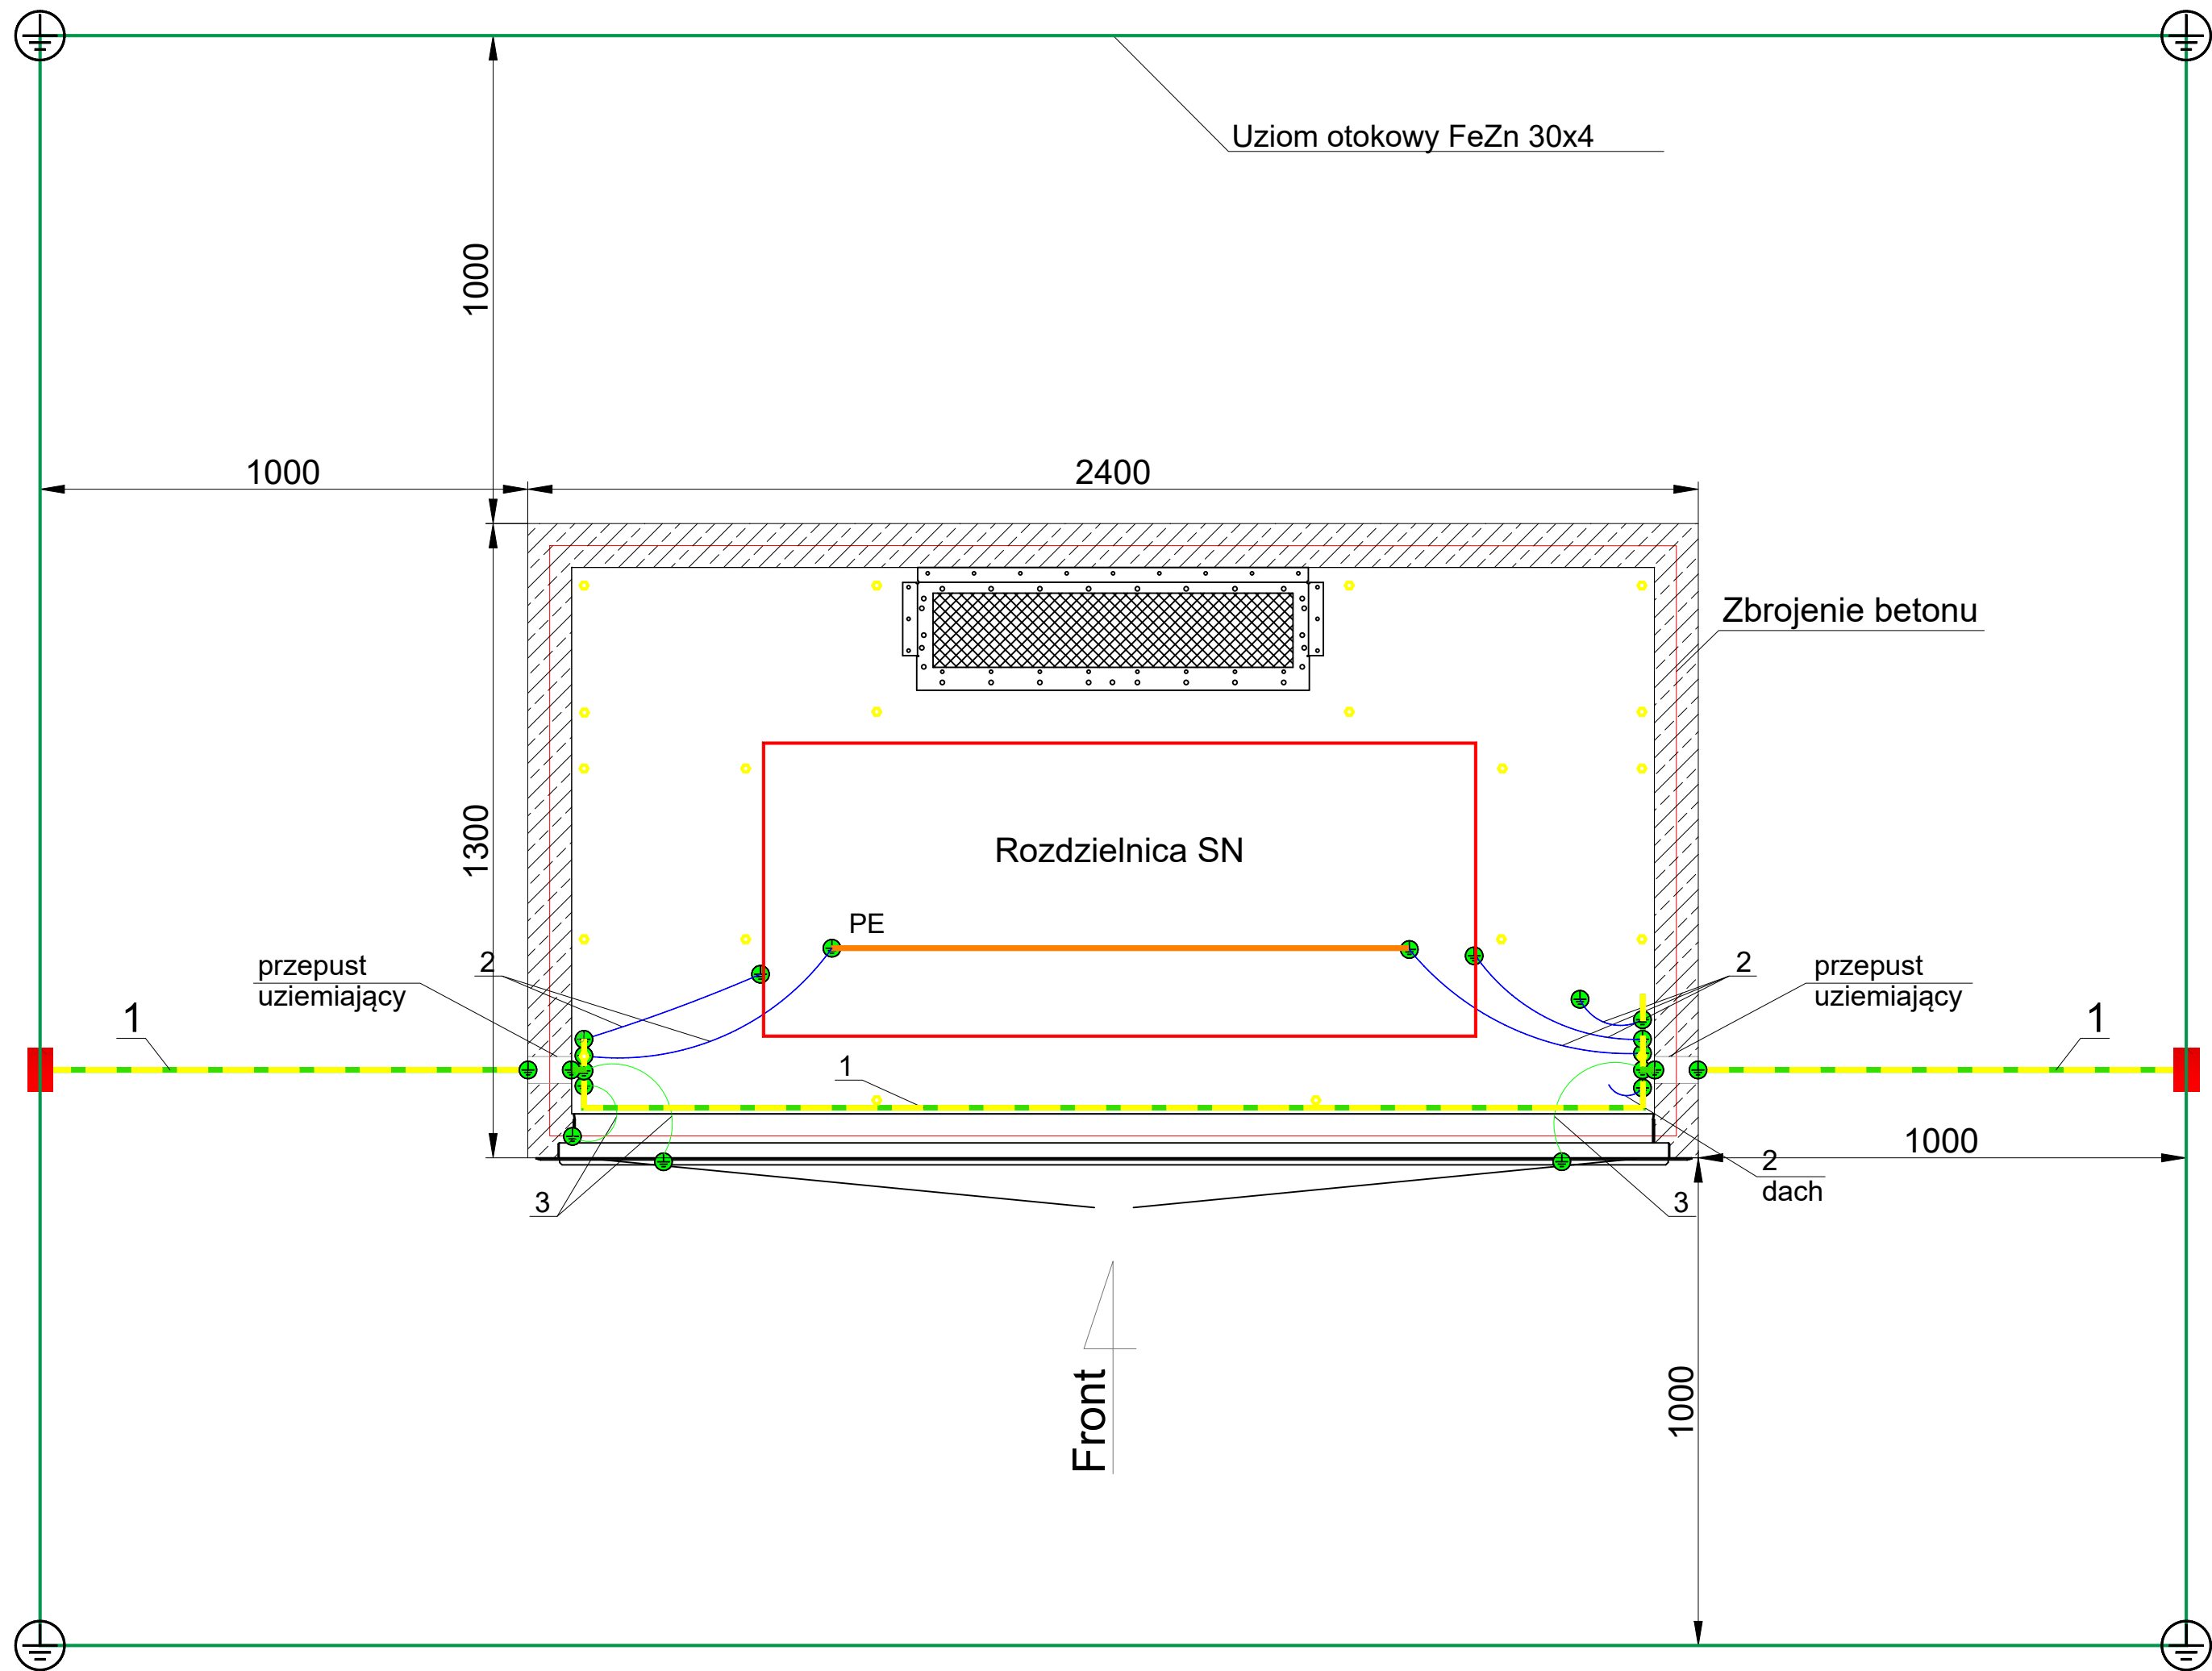 Uziom otokowy FeZn 30x4
1000
1000
2400
Zbrojenie betonu
1300
Rozdzielnica SN
PE
przepust
uziemiający
2
2
przepust
uziemiający
1
1
1
1000
2
dach
3
3
Front
1000